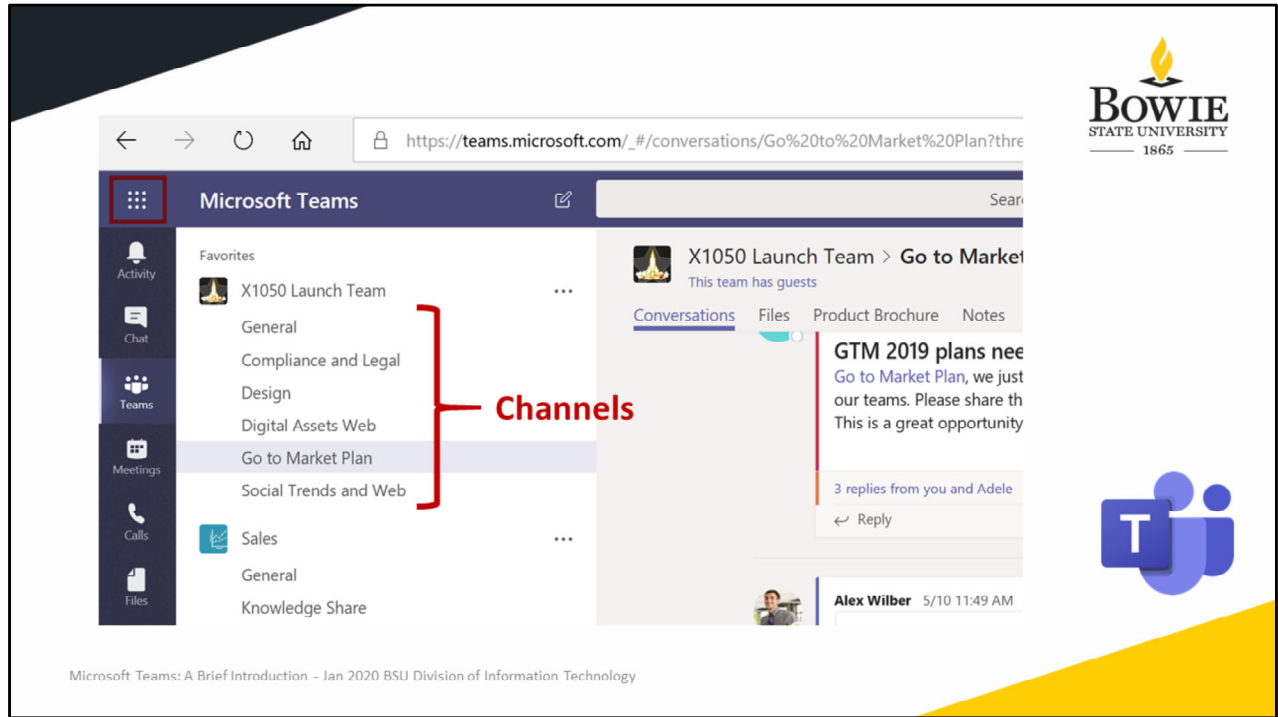 BOWIE
STATE UNIVERSITY
1865
https://teams.microsoft.com/_#/conversations/Go%20to%20Market%20Plan?thre
Microsoft Teams
Sear
Activity
Chat
Teams
Meetings
Calls
Files
Favorites
X1050 Launch Team
...
General
Compliance and Legal
Design
Digital Assets Web
Go to Market Plan
Social Trends and Web
Sales
...
General
Knowledge Share
Channels
X1050 Launch Team > Go to Market
This team has guests
Conversations Files Product Brochure Notes
GTM 2019 plans nee
Go to Market Plan, we just
our teams. Please share th
This is a great opportunity
3 replies from you and Adele
Reply
Alex Wilber 5/10 11:49 AM
T
Microsoft Teams: A Brief Introduction - Jan 2020 BSU Division of Information Technology